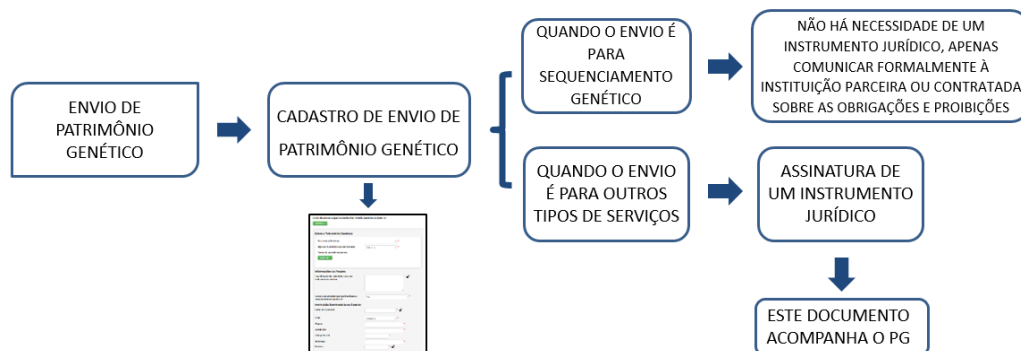 ENVIO DE
PATRIMÔNIO
GENÉTICO
CADASTRO DE ENVIO DE
PATRIMÔNIO GENÉTICO
QUANDO O ENVIO É
PARA
SEQUENCIAMENTO
GENÉTICO
NÃO HÁ NECESSIDADE DE UM
INSTRUMENTO JURÍDICO, APENAS
COMUNICAR FORMALMENTE À
INSTITUIÇÃO PARCEIRA OU CONTRATADA
SOBRE AS OBRIGAÇÕES E PROIBIÇÕES
QUANDO O ENVIO
É PARA OUTROS
TIPOS DE SERVIÇOS
ASSINATURA DE
UM INSTRUMENTO
JURÍDICO
ESTE DOCUMENTO
ACOMPANHA O PG